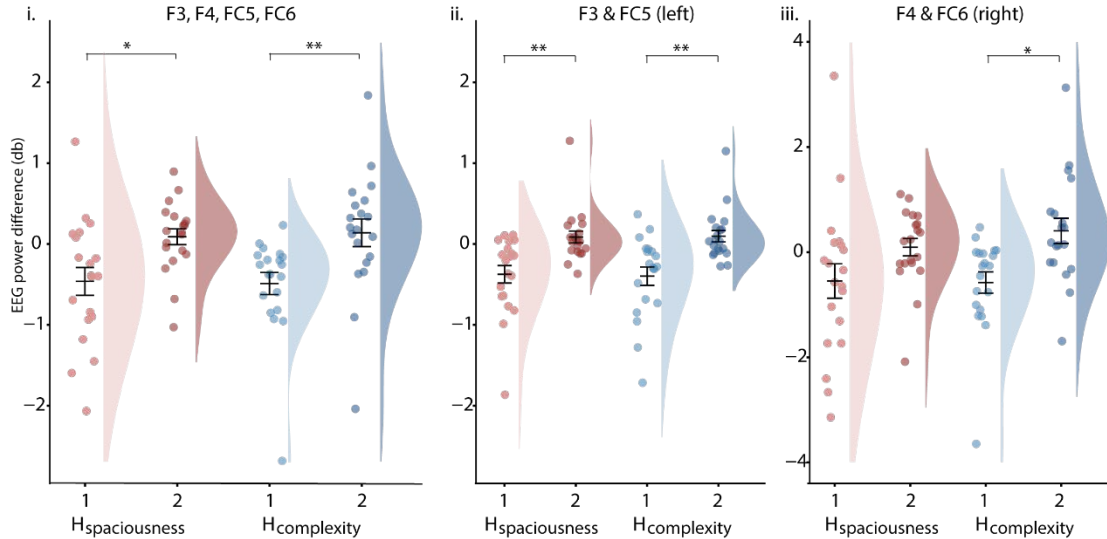 i.
F3, F4, FC5, FC6
ii.
F3 & FC5 (left)
iii.
F4 & FC6 (right)
EEG power difference (db)
2
1
0
−1
−2
*
**
1
2
1
2
Hspaciousness
Hcomplexity
2
1
0
−1
−2
**
**
1
2
1
2
Hspaciousness
Hcomplexity
4
2
0
−2
−4
*
1
2
1
2
Hspaciousness
Hcomplexity